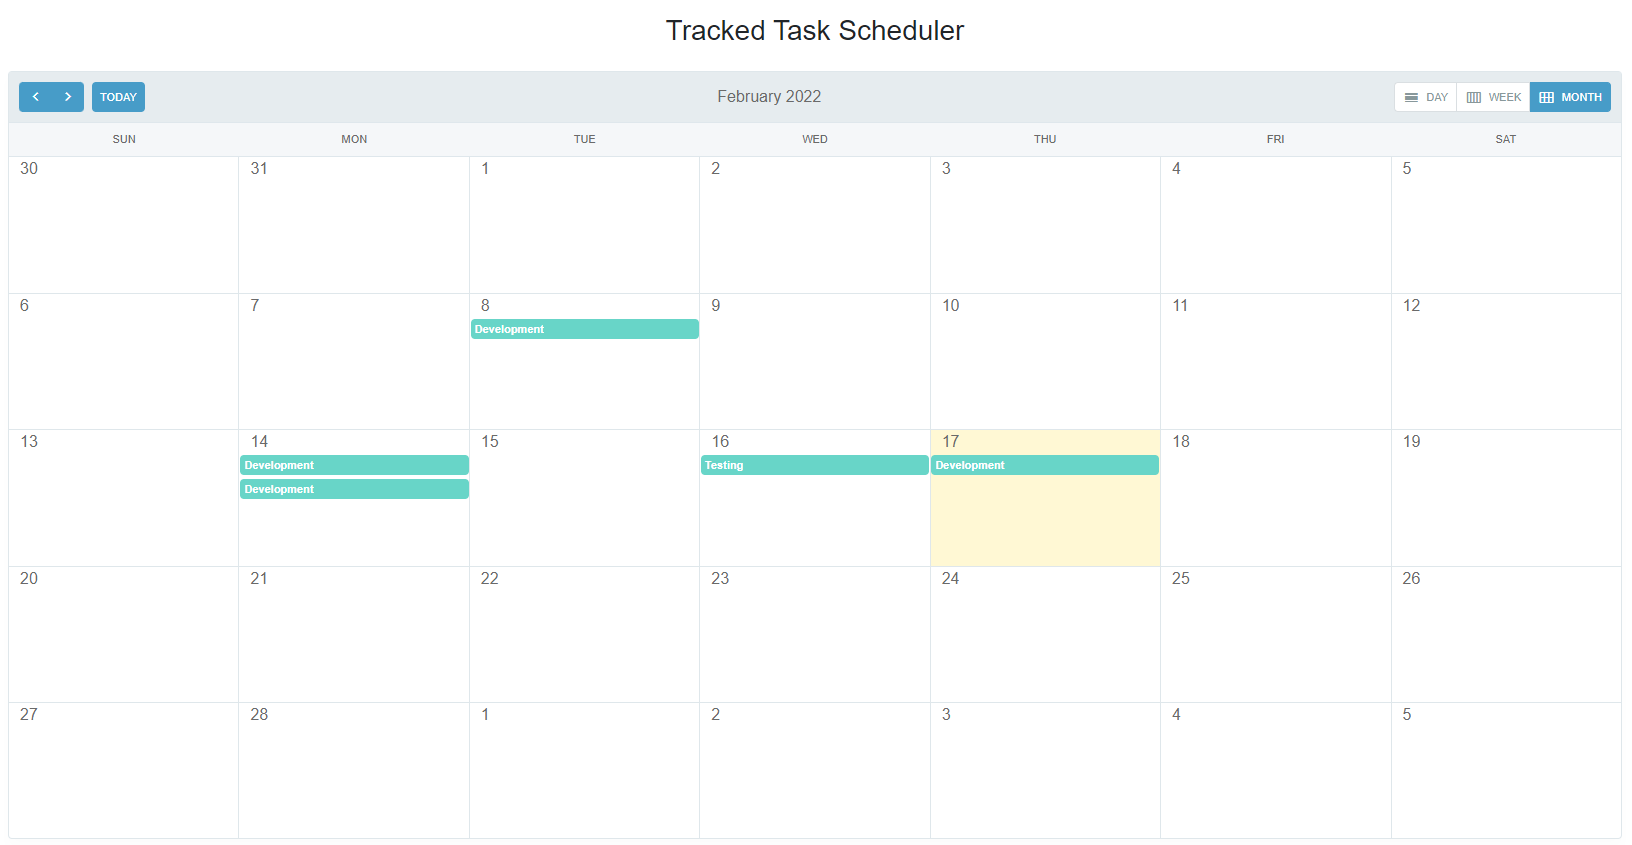 Tracked Task Scheduler
TODAY February 2022 DAY WEEK MONTH
SUN MON TUE WED THU FRI SAT
30 31 1 2 3 4 5
6 7 8 9 10 11 12
Development
13 14 15 16 17 18 19
Development Testing Development
Development
20 21 22 23 24 25 26
27 28 1 2 3 4 5